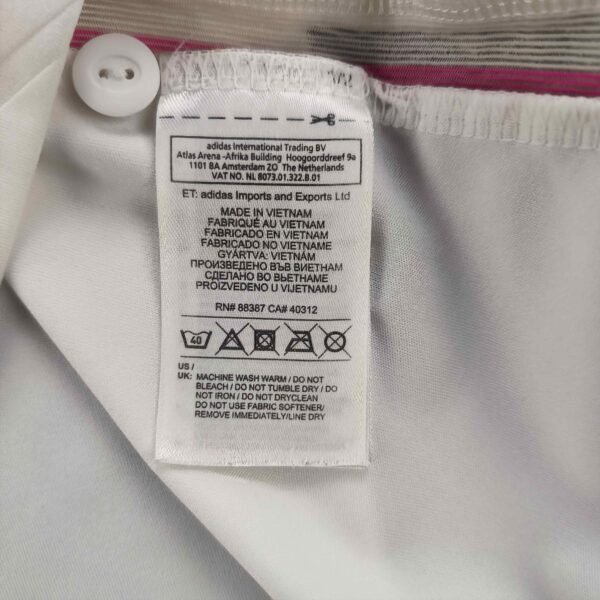 adidas International Trading BV
Atlas Arena -Afrika Building Hoogoorddreef 9a
1101 BA Amsterdam ZO The Netherlands
VAT NO. NL 8073.01.322.B.01
ET: adidas Imports and Exports Ltd
MADE IN VIETNAM
FABRIQUÉ AU VIETNAM
FABRICADO EN VIETNAM
FABRICADO NO VIETNAME
GYÁRTVA: VIETNÁM
ПРОИЗВЕДЕНО ВЪВ ВИЕТНАМ
СДЕЛАНО ВО ВЬЕТНАМЕ
PROIZVEDENO U VIJETNAMU
RN# 88387 CA# 40312
40
US /
UK: MACHINE WASH WARM / DO NOT
BLEACH / DO NOT TUMBLE DRY / DO
NOT IRON / DO NOT DRYCLEAN
DO NOT USE FABRIC SOFTENER/
REMOVE IMMEDIATELY/LINE DRY